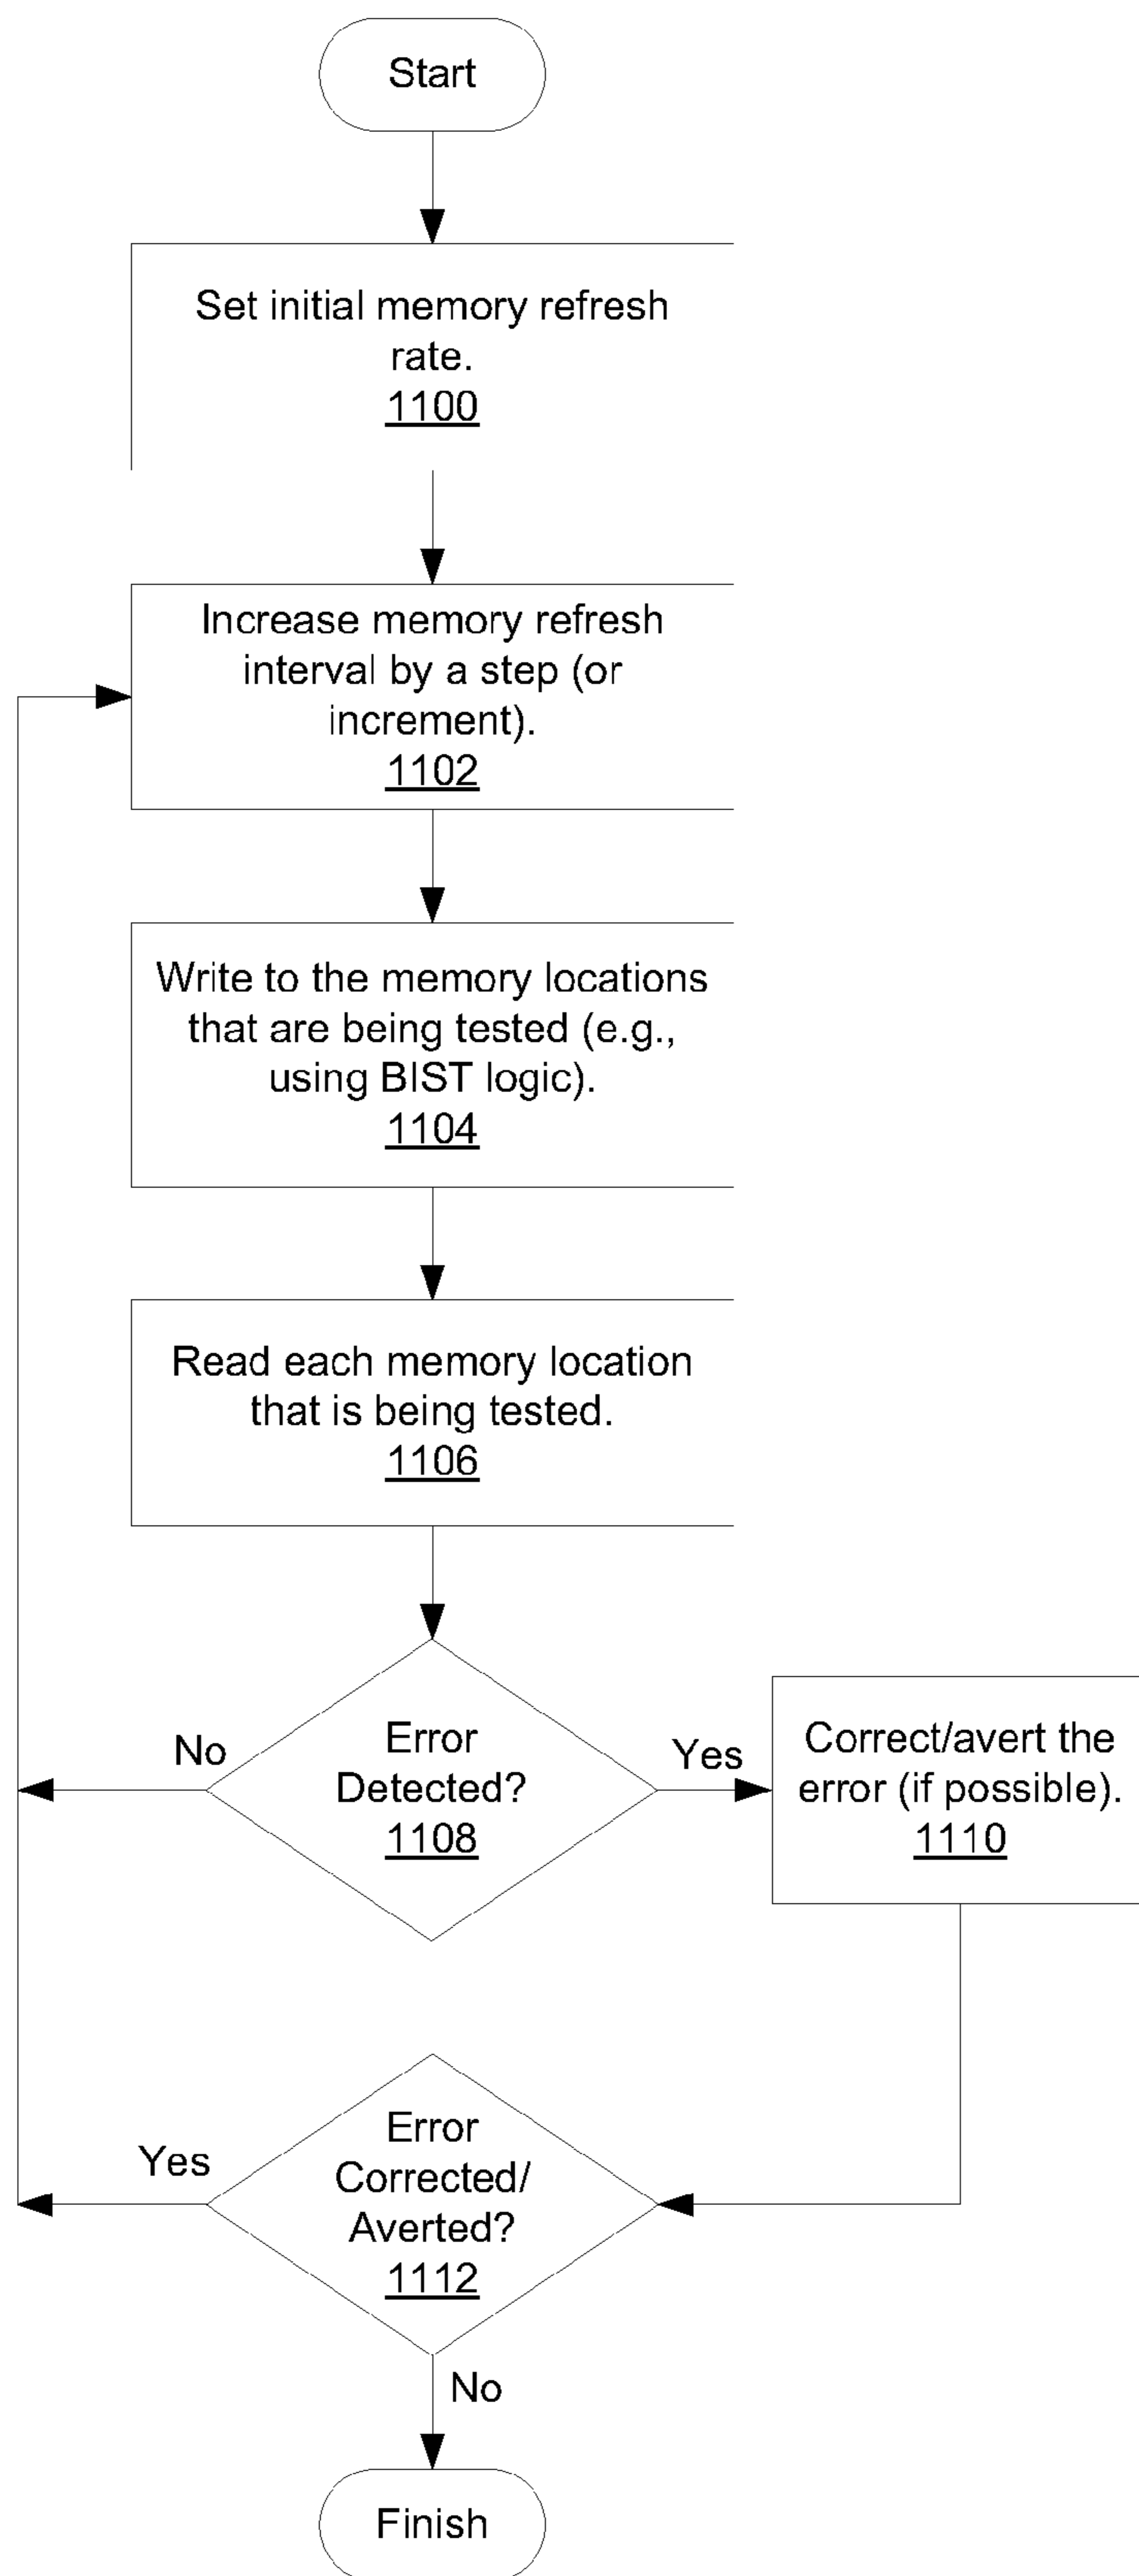 Start
Set initial memory refresh
rate.
1100
Increase memory refresh
interval by a step (or
increment).
1102
Write to the memory locations
that are being tested (e.g.,
using BIST logic).
1104
Read each memory location
that is being tested.
1106
Error
Detected?
1108
No
Yes
Correct/avert the
error (if possible).
1110
Error
Corrected/
Averted?
1112
Yes
No
Finish